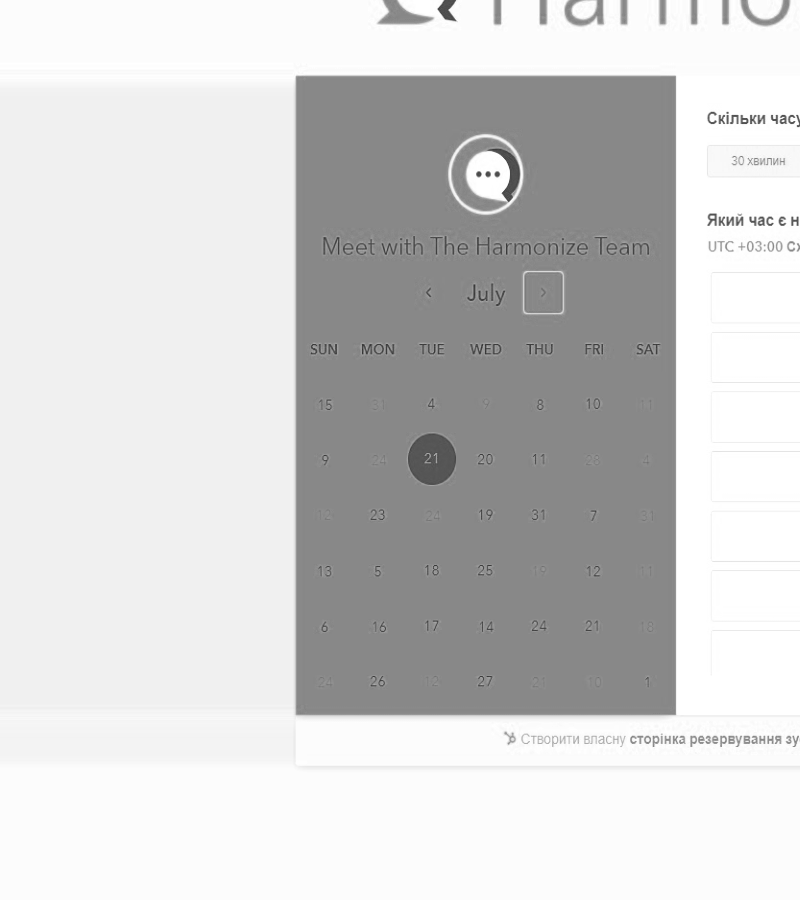 Harmo
Meet with The Harmonize Team
July
SUN MON TUE WED THU FRI SAT
15 31 4 9 8 10 11
9 24 21 20 11 28 4
12 23 24 19 31 7 31
13 5 18 25 19 12 11
6 16 17 14 24 21 18
24 26 12 27 21 10 1
Скільки часу
30 хвилин
Який час є н
UTC +03:00 Сх
Створити власну сторінка резервування зу